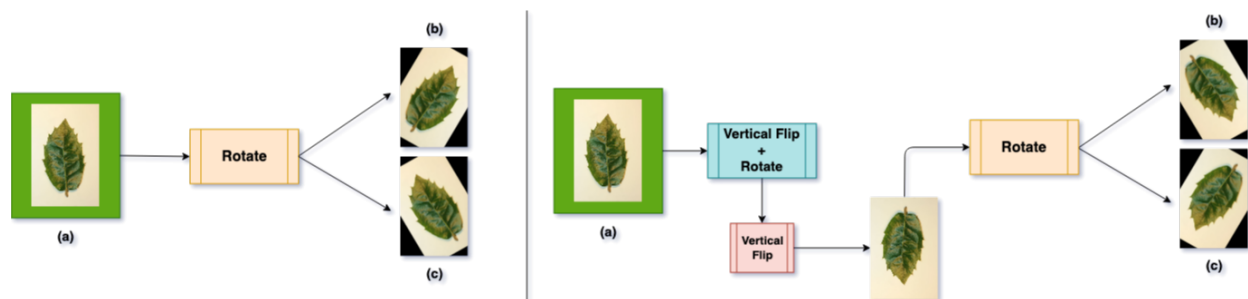 (b)
Rotate
(a)
(c)
(b)
Vertical Flip
+
Rotate
Rotate
(a)
Vertical
Flip
(c)